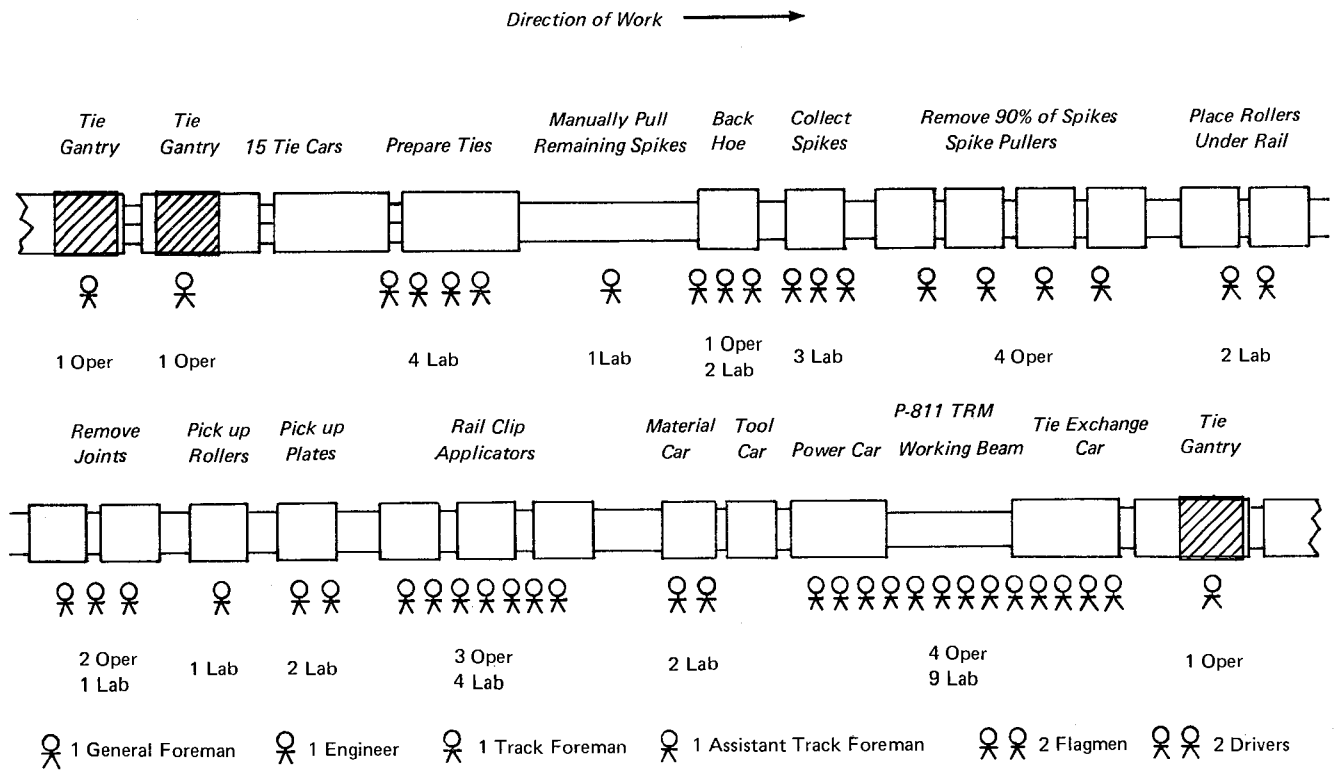 Direction of Work
Tie Gantry
Tie Gantry
15 Tie Cars
Prepare Ties
Manually Pull
Remaining Spikes
Back
Hoe
Collect
Spikes
Remove 90% of Spikes
Spike Pullers
Place Rollers
Under Rail
1 Oper
1 Oper
4 Lab
1 Lab
1 Oper
2 Lab
3 Lab
4 Oper
2 Lab
Remove
Joints
Pick up
Rollers
Pick up
Plates
Rail Clip
Applicators
Material
Car
Tool
Car
P-811 TRM
Power Car
Working Beam
Tie Exchange
Car
Tie
Gantry
2 Oper
1 Lab
1 Lab
2 Lab
3 Oper
4 Lab
2 Lab
4 Oper
9 Lab
1 Oper
1 General Foreman
1 Engineer
1 Track Foreman
1 Assistant Track Foreman
2 Flagmen
2 Drivers